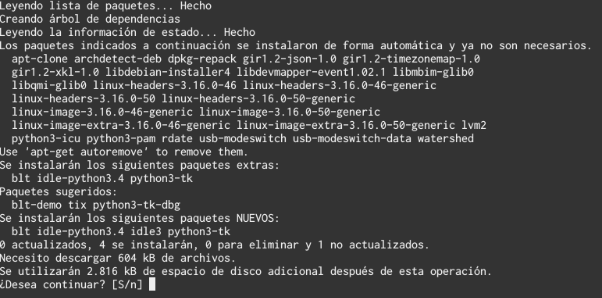 Leyendo lista de paquetes... Hecho
Creando árbol de dependencias
Leyendo la información de estado... Hecho
Los paquetes indicados a continuación se instalaron de forma automática y ya no son necesarios.
apt-clone archdetect-deb dpkg-repack gir1.2-json-1.0 gir1.2-timezonemap-1.0
gir1.2-xkl-1.0 libdebian-installer4 libdevmapper-event1.02.1 libmbim-glib0
libqmi-glib0 linux-headers-3.16.0-46 linux-headers-3.16.0-46-generic
linux-headers-3.16.0-50 linux-headers-3.16.0-50-generic
linux-image-3.16.0-46-generic linux-image-3.16.0-50-generic
linux-image-extra-3.16.0-46-generic linux-image-extra-3.16.0-50-generic lvm2
python3-icu python3-pam rdate usb-modeswitch usb-modeswitch-data watershed
Use 'apt-get autoremove' to remove them.
Se instalarán los siguientes paquetes extras:
blt idle-python3.4 python3-tk
Paquetes sugeridos:
blt-demo tix python3-tk-dbg
Se instalarán los siguientes paquetes NUEVOS:
blt idle-python3.4 idle3 python3-tk
0 actualizados, 4 se instalarán, 0 para eliminar y 1 no actualizados.
Necesito descargar 604 kB de archivos.
Se utilizarán 2.816 kB de espacio de disco adicional después de esta operación.
¿Desea continuar? [S/n]